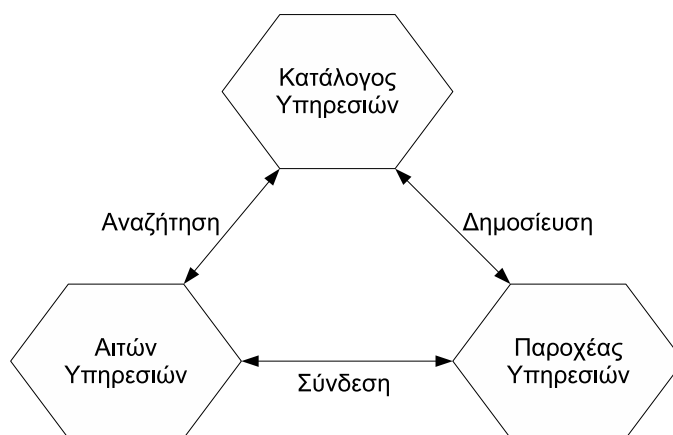 Κατάλογος
Υπηρεσιών
Αναζήτηση
Δημοσίευση
Αιτών
Υπηρεσιών
Σύνδεση
Παροχέας
Υπηρεσιών